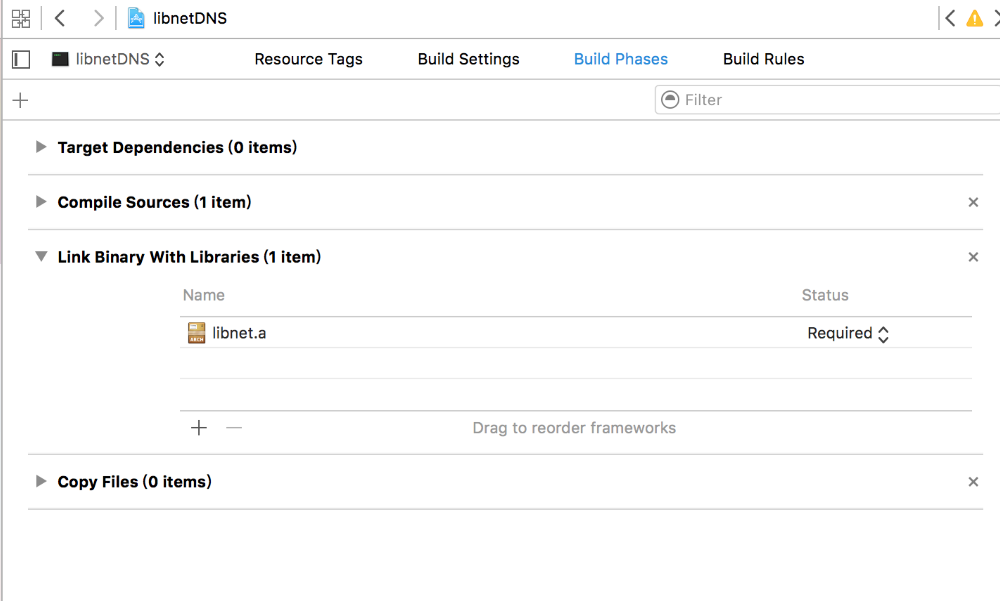 libnetDNS
libnetDNS Resource Tags Build Settings Build Phases Build Rules
Filter
Target Dependencies (0 items)
Compile Sources (1 item)
Link Binary With Libraries (1 item)
Name Status
ARCH libnet.a Required
Drag to reorder frameworks
Copy Files (0 items)